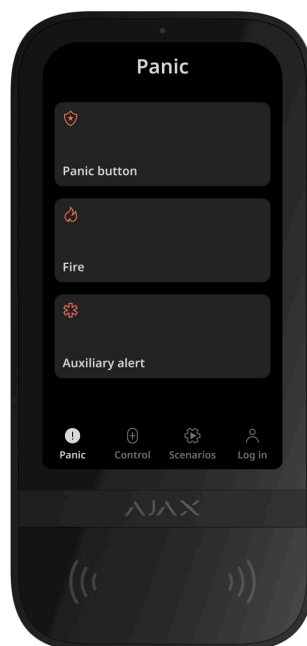 Panic
Panic button
Fire
Auxiliary alert
Panic Control Scenarios Log in
AJAX